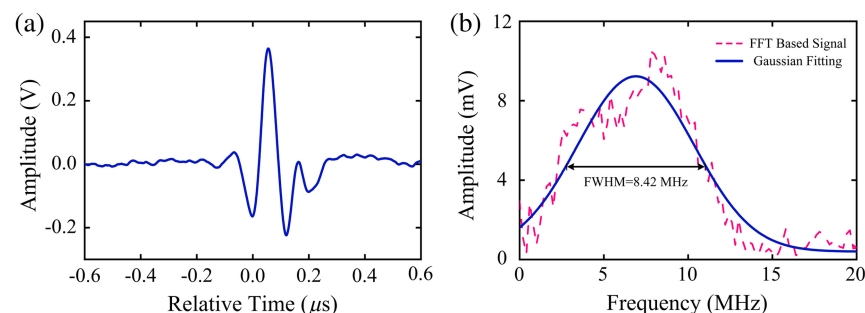 (a)
0.4
0.2
0.0
-0.2
Amplitude (V)
-0.6 -0.4 -0.2 0.0 0.2 0.4 0.6
Relative Time (μs)
(b)
12
8
4
0
Amplitude (mV)
FFT Based Signal
Gaussian Fitting
FWHM=8.42 MHz
0 5 10 15 20
Frequency (MHz)